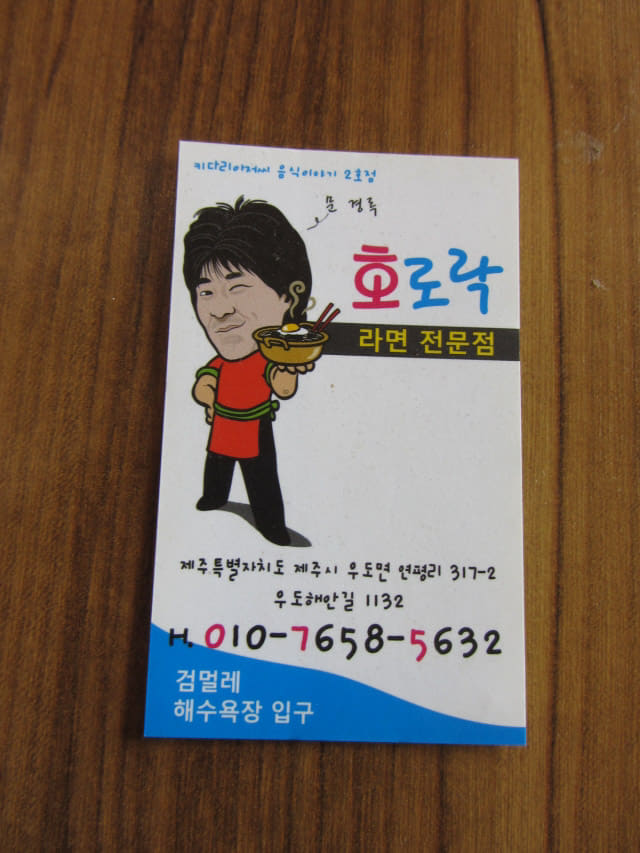 키다리아저씨 음식이야기 2호점
문 경록
호로락
라면 전문점
제주특별자치도 제주시 우도면 연평리 317-2
우도해안길 1132
H. 010-7658-5632
검멀레
해수욕장 입구